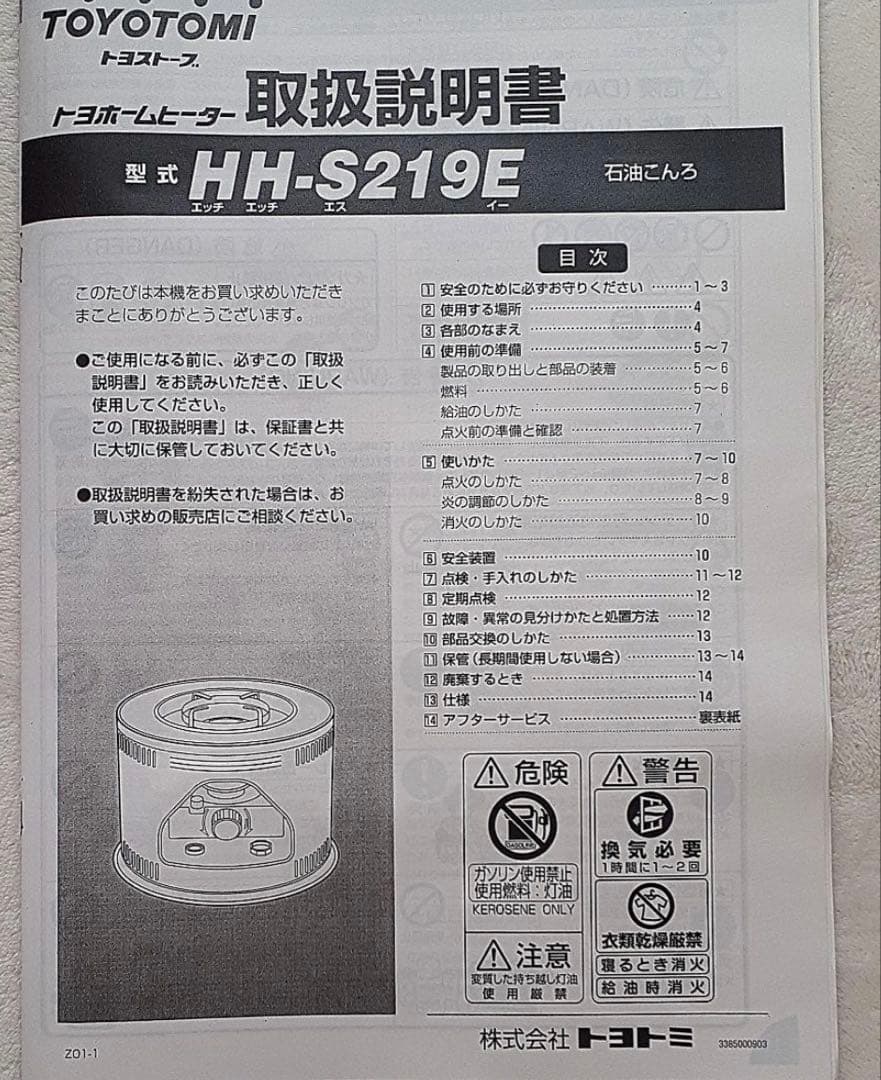 TOYOTOMI
トヨストーブ
トヨホームヒーター 取扱説明書
型式 HH-S219E 石油こんろ
エッチ エッチ エス イー
目次
このたびは本機をお買い求めいただき
まことにありがとうございます。
●ご使用になる前に、必ずこの「取扱
説明書」をお読みいただき、正しく
使用してください。
この「取扱説明書」は、保証書と共
に大切に保管しておいてください。
●取扱説明書を紛失された場合は、お
買い求めの販売店にご相談ください。
1 安全のために必ずお守りください ………1～3
2 使用する場所 ………4
3 各部のなまえ ………4
4 使用前の準備 ………5～7
製品の取り出しと部品の装着 ………5～6
燃料 ………5～6
給油のしかた ………7
点火前の準備と確認 ………7
5 使いかた ………7～10
点火のしかた ………7～8
炎の調節のしかた ………8～9
消火のしかた ………10
6 安全装置 ………10
7 点検・手入れのしかた ………11～12
8 定期点検 ………12
9 故障・異常の見分けかたと処置方法 ………12
10 部品交換のしかた ………13
11 保管（長期間使用しない場合） ………13～14
12 廃棄するとき ………14
13 仕様 ………14
14 アフターサービス ………裏表紙
危険
GASOLINE
ガソリン使用禁止
使用燃料：灯油
KEROSENE ONLY
注意
変質した持ち越し灯油
使用厳禁
警告
換気必要
1時間に1～2回
衣類乾燥厳禁
寝るとき消火
給油時消火
株式会社 トヨトミ
3385000903
Z01-1